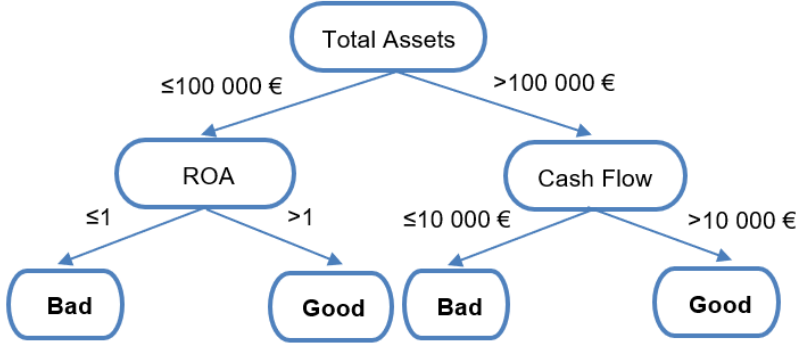 Total Assets
≤100 000 €
>100 000 €
ROA
Cash Flow
≤1
>1
≤10 000 €
>10 000 €
Bad
Good
Bad
Good